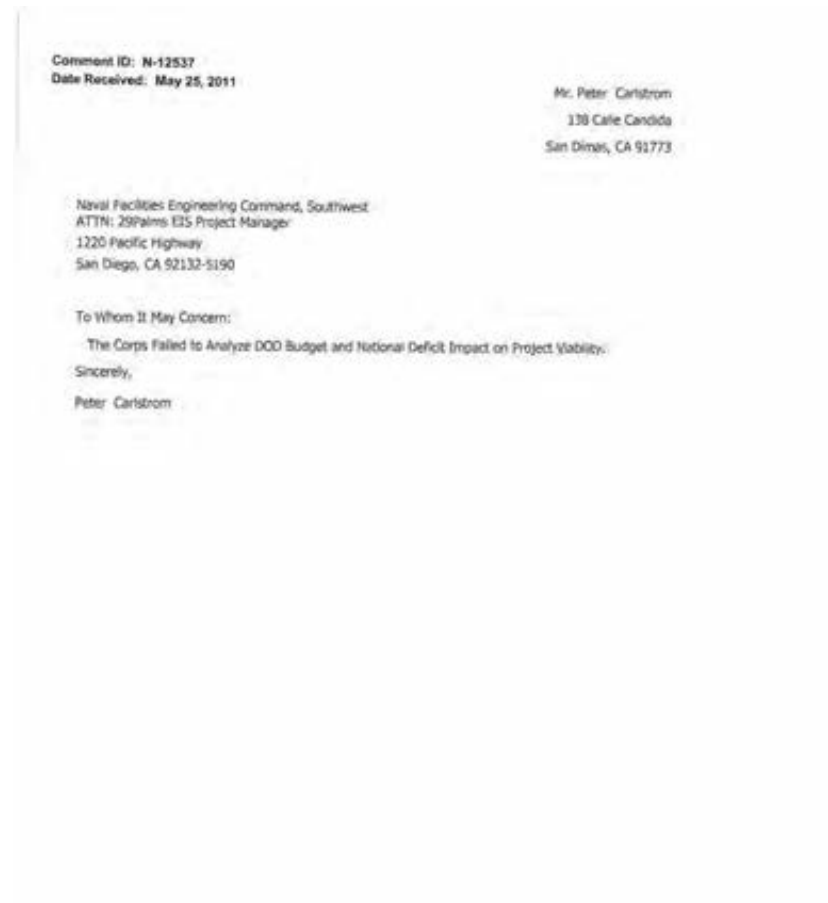 Comment ID: N-12537
Date Received: May 25, 2011
Mr. Peter Carlstrom
138 Calle Candida
San Dimas, CA 91773
Naval Facilities Engineering Command, Southwest
ATTN: 29Palms EIS Project Manager
1220 Pacific Highway
San Diego, CA 92132-5190
To Whom It May Concern:
The Corps Failed to Analyze DOD Budget and National Deficit Impact on Project Viability.
Sincerely,
Peter Carlstrom